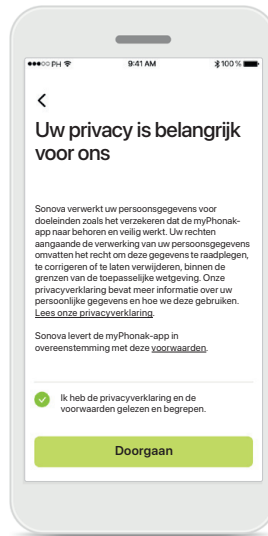 PH 9:41 AM 100 %
Uw privacy is belangrijk
voor ons
Sonova verwerkt uw persoonsgegevens voor
doeleinden zoals het verzekeren dat de myPhonak-
app naar behoren en veilig werkt. Uw rechten
aangaande de verwerking van uw persoonsgegevens
omvatten het recht om deze gegevens te raadplegen,
te corrigeren of te laten verwijderen, binnen de
grenzen van de toepasselijke wetgeving. Onze
privacyverklaring bevat meer informatie over uw
persoonlijke gegevens en hoe we deze gebruiken.
Lees onze privacyverklaring.
Sonova levert de myPhonak-app in
overeenstemming met deze voorwaarden.
Ik heb de privacyverklaring en de
voorwaarden gelezen en begrepen.
Doorgaan